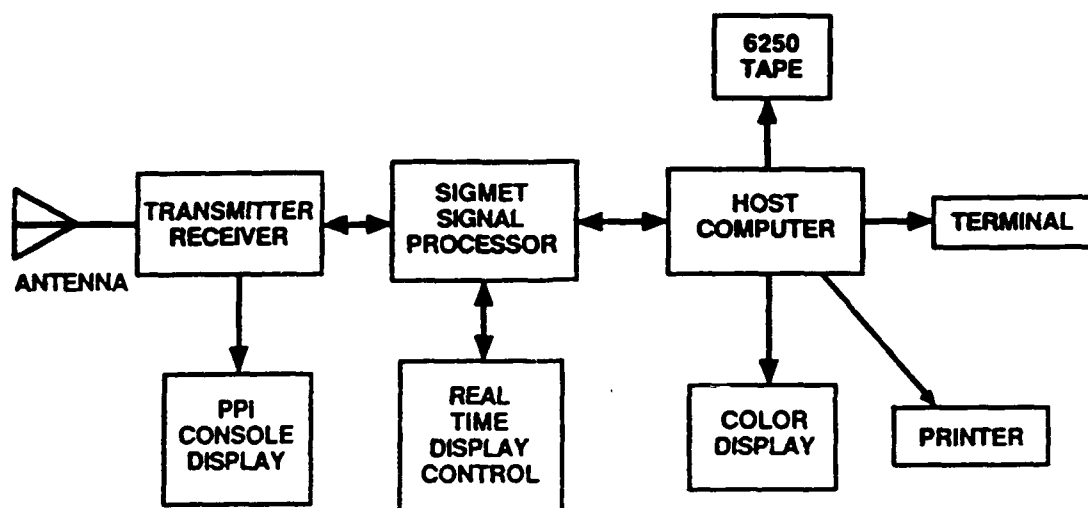 6250
TAPE
TRANSMITTER
RECEIVER
SIGMET
SIGNAL
PROCESSOR
HOST
COMPUTER
TERMINAL
ANTENNA
PPI
CONSOLE
DISPLAY
REAL
TIME
DISPLAY
CONTROL
COLOR
DISPLAY
PRINTER